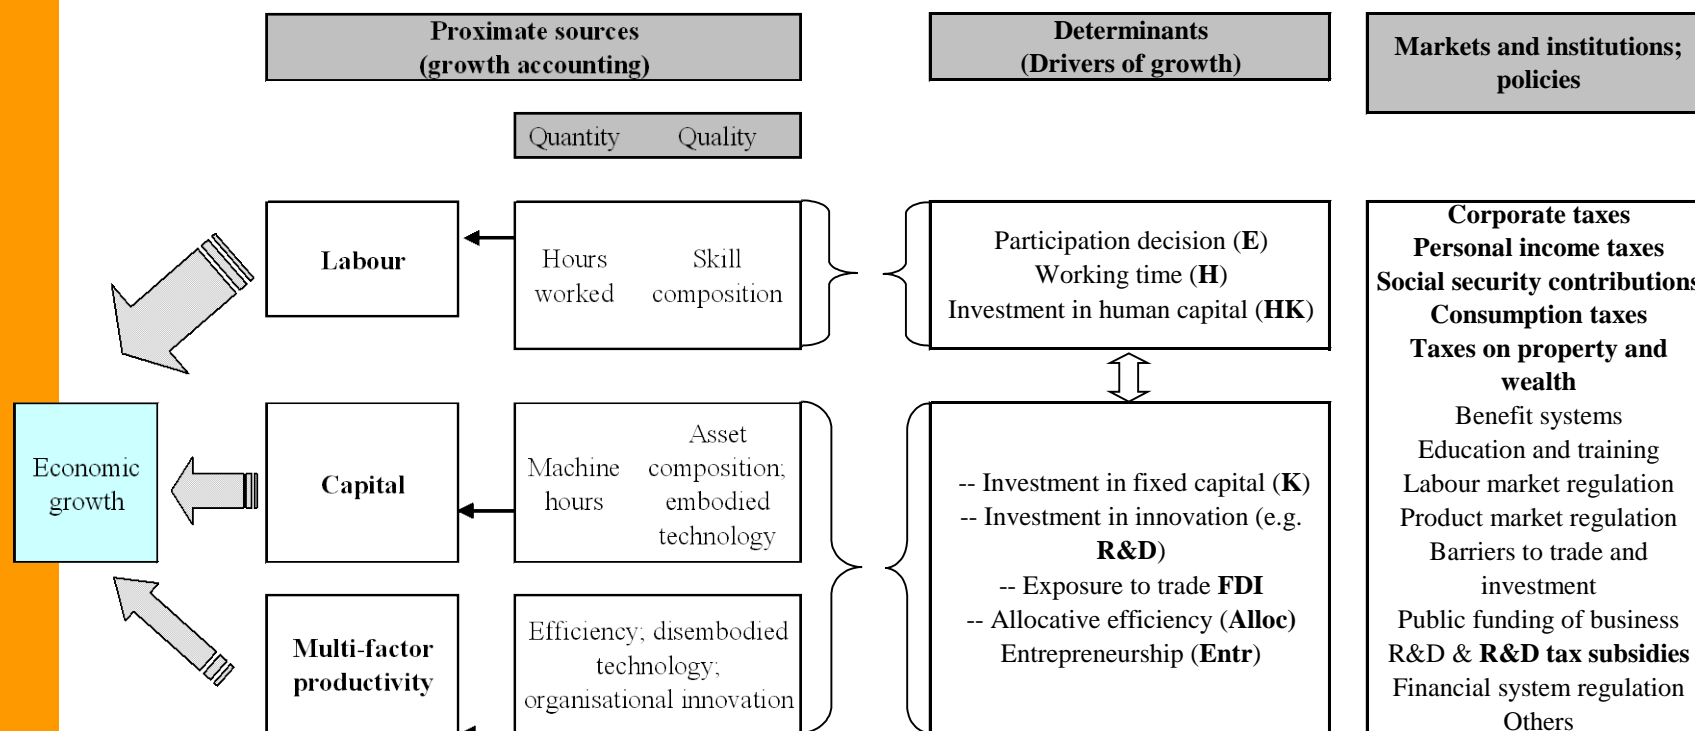 Proximate sources
(growth accounting)
Determinants
(Drivers of growth)
Markets and institutions;
policies
Quantity Quality
Labour
Hours
worked
Skill
composition
Participation decision (E)
Working time (H)
Investment in human capital (HK)
Economic
growth
Capital
Machine
hours
Asset
composition;
embodied
technology
-- Investment in fixed capital (K)
-- Investment in innovation (e.g.
R&D)
-- Exposure to trade FDI
-- Allocative efficiency (Alloc)
Entrepreneurship (Entr)
Multi-factor
productivity
Efficiency; disembodied
technology;
organisational innovation
Corporate taxes
Personal income taxes
Social security contributions
Consumption taxes
Taxes on property and
wealth
Benefit systems
Education and training
Labour market regulation
Product market regulation
Barriers to trade and
investment
Public funding of business
R&D & R&D tax subsidies
Financial system regulation
Others